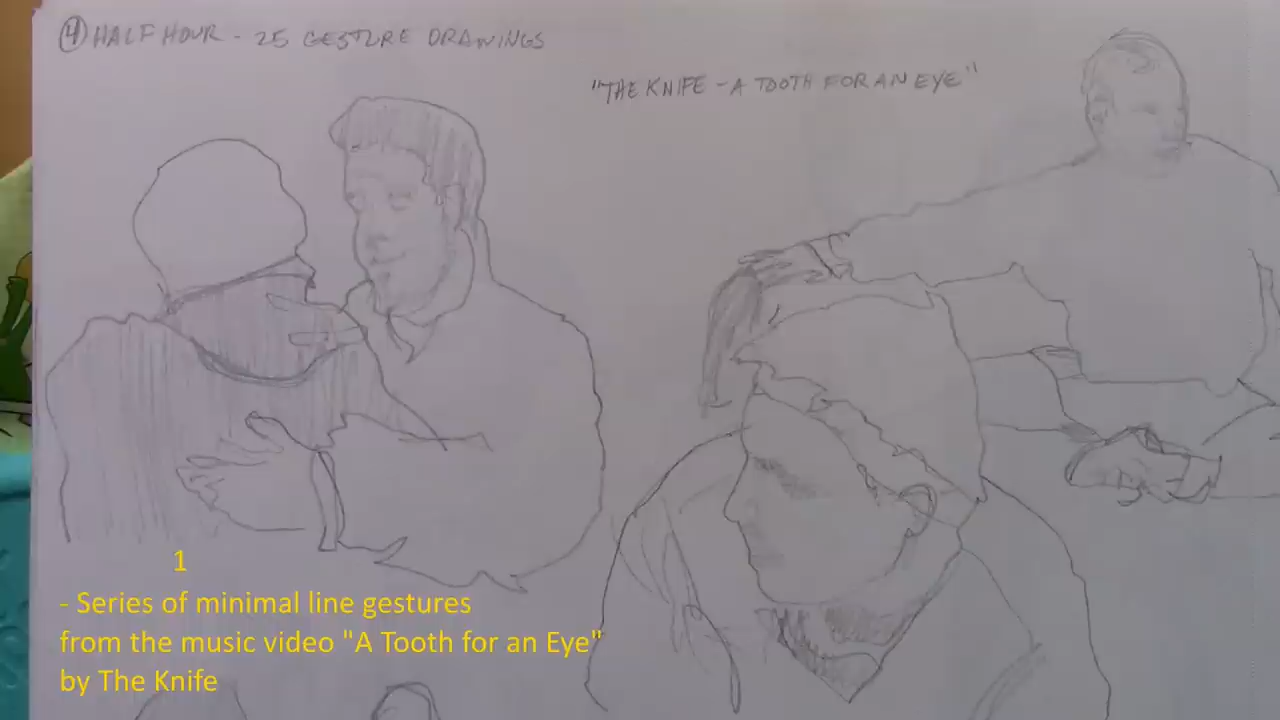 ④ HALF HOUR - 25 GESTURE DRAWINGS
"THE KNIFE - A TOOTH FOR AN EYE"
1
- Series of minimal line gestures
from the music video "A Tooth for an Eye"
by The Knife